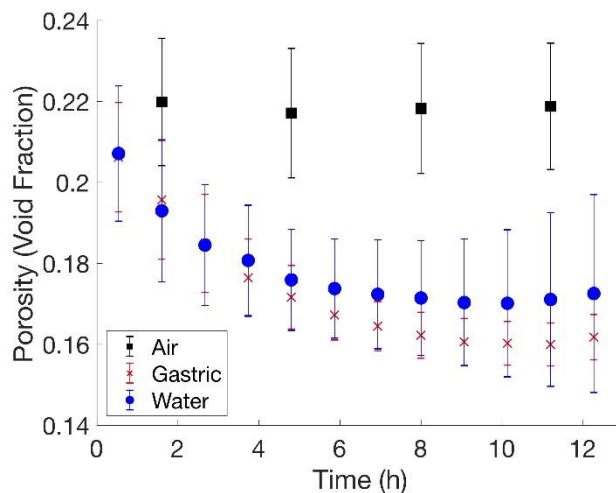 0.24
0.22
0.2
0.18
0.16
0.14
Porosity (Void Fraction)
Air
Gastric
Water
0 2 4 6 8 10 12
Time (h)